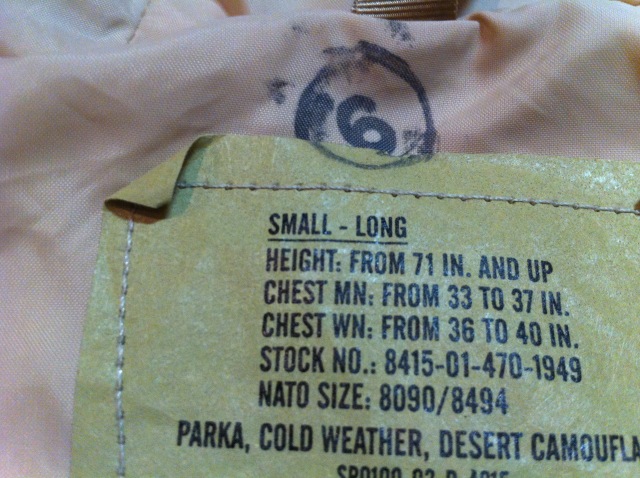 16
SMALL - LONG
HEIGHT: FROM 71 IN. AND UP
CHEST MN: FROM 33 TO 37 IN.
CHEST WN: FROM 36 TO 40 IN.
STOCK NO.: 8415-01-470-1949
NATO SIZE: 8090/8494
PARKA, COLD WEATHER, DESERT CAMOUFLA